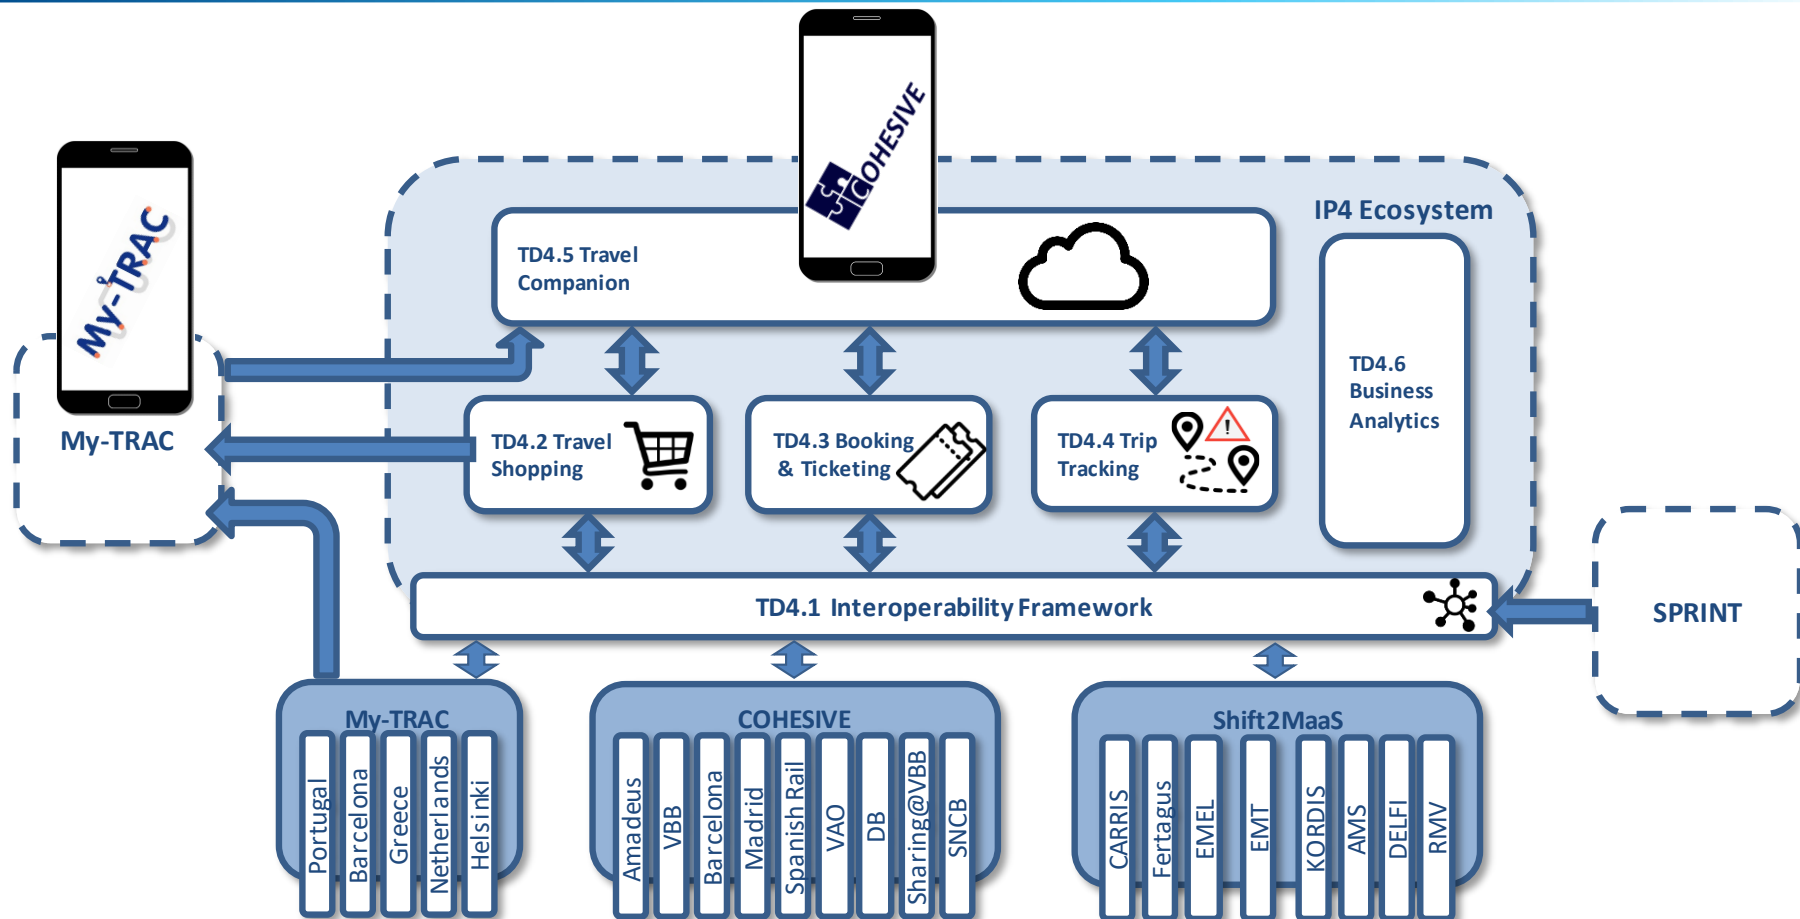 COHESIVE
My-TRAC
IP4 Ecosystem
TD4.5 Travel
Companion
TD4.6
Business
Analytics
My-TRAC
TD4.2 Travel
Shopping
TD4.3 Booking
& Ticketing
TD4.4 Trip
Tracking
!
TD4.1 Interoperability Framework
SPRINT
My-TRAC
Portugal
Barcelona
Greece
Netherlands
Helsinki
COHESIVE
Amadeus
VBB
Barcelona
Madrid
Spanish Rail
VAO
DB
Sharing@VBB
SNCB
Shift2MaaS
CARRIS
Fertagus
EMEL
EMT
KORDIS
AMS
DELFI
RMV